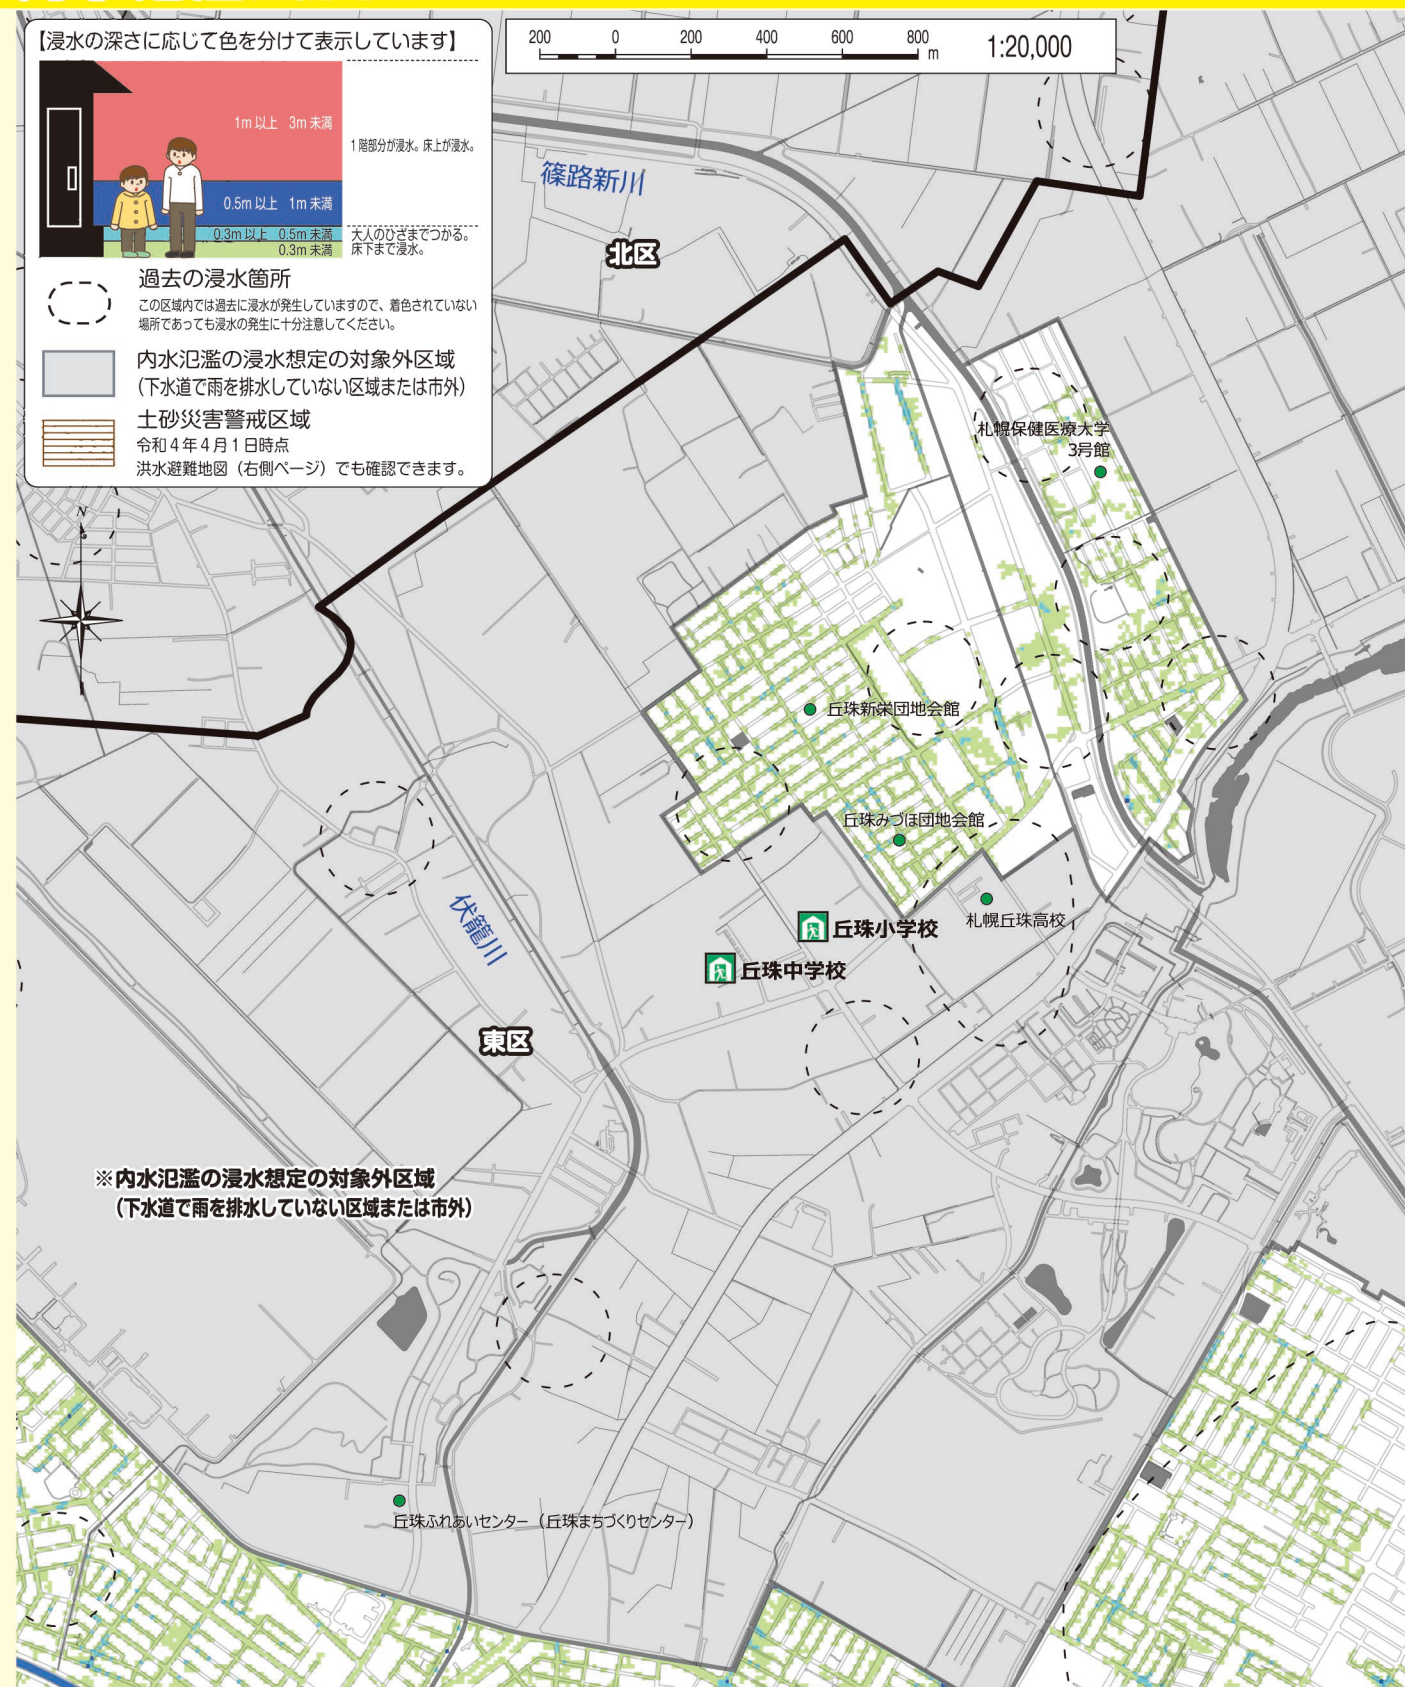 【浸水の深さに応じて色を分けて表示しています】
1m以上 3m未満
1階部分が浸水。床上が浸水。
0.5m以上 1m未満
0.3m以上 0.5m未満
大人のひざまでつかる。
0.3m未満
床下まで浸水。
過去の浸水箇所
この区域内では過去に浸水が発生していますので、着色されていない
場所であっても浸水の発生に十分注意してください。
内水氾濫の浸水想定の対象外区域
(下水道で雨を排水していない区域または市外)
土砂災害警戒区域
令和4年4月1日時点
洪水避難地図(右側ページ)でも確認できます。
200 0 200 400 600 800 m
1:20,000
篠路新川
北区
札幌保健医療大学
3号館
N
丘珠新栄団地会館
丘珠みづほ団地会館
伏籠川
丘珠小学校
札幌丘珠高校
丘珠中学校
東区
※内水氾濫の浸水想定の対象外区域
(下水道で雨を排水していない区域または市外)
丘珠ふれあいセンター(丘珠まちづくりセンター)